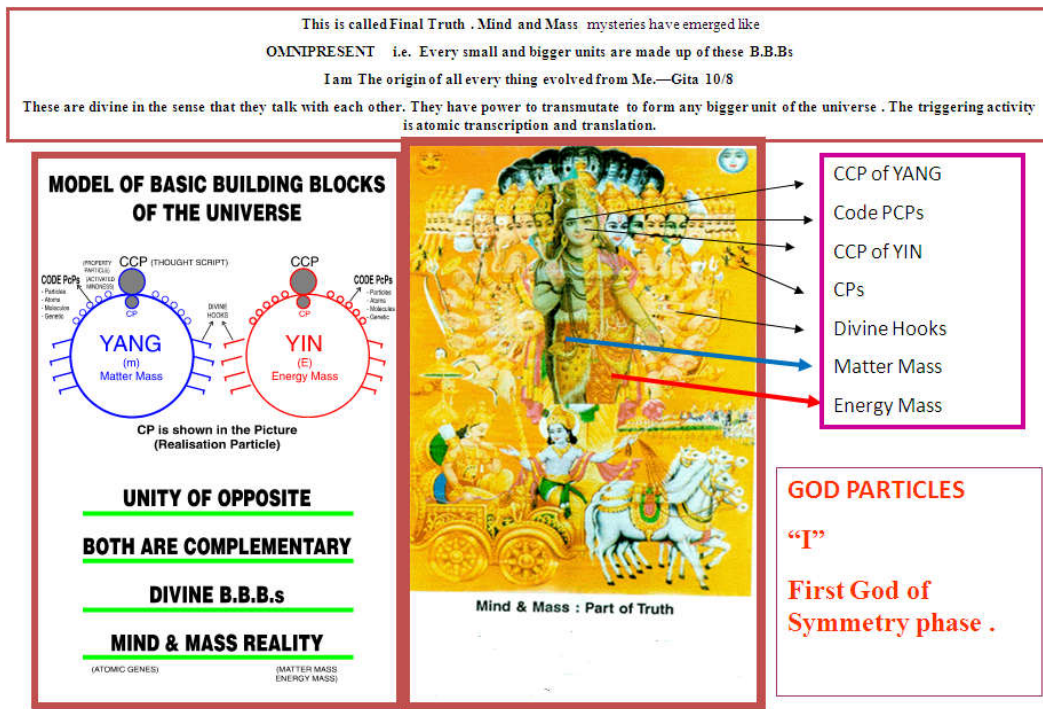 This is called Final Truth . Mind and Mass mysteries have emerged like
OMNIPRESENT i.e. Every small and bigger units are made up of these B.B.Bs
I am The origin of all every thing evolved from Me.—Gita 10/8
These are divine in the sense that they talk with each other. They have power to transmutate to form any bigger unit of the universe . The triggering activity
is atomic transcription and translation.
MODEL OF BASIC BUILDING BLOCKS
OF THE UNIVERSE
CCP (THOUGHT SCRIPT)
(PROPERTY
PARTICLE)
(ACTIVATED
MINDNESS)
CODE PcPs
- Particles
- Atoms
- Molecules
- Genetic
CP
DIVINE
HOOKS
YANG
(m)
Matter Mass
CCP
CODE PcPs
- Particles
- Atoms
- Molecules
- Genetic
CP
YIN
(E)
Energy Mass
CP is shown in the Picture
(Realisation Particle)
UNITY OF OPPOSITE
BOTH ARE COMPLEMENTARY
DIVINE B.B.B.s
MIND & MASS REALITY
(ATOMIC GENES)
(MATTER MASS
ENERGY MASS)
Mind & Mass : Part of Truth
CCP of YANG
Code PCPs
CCP of YIN
CPs
Divine Hooks
Matter Mass
Energy Mass
GOD PARTICLES
“I”
First God of
Symmetry phase .